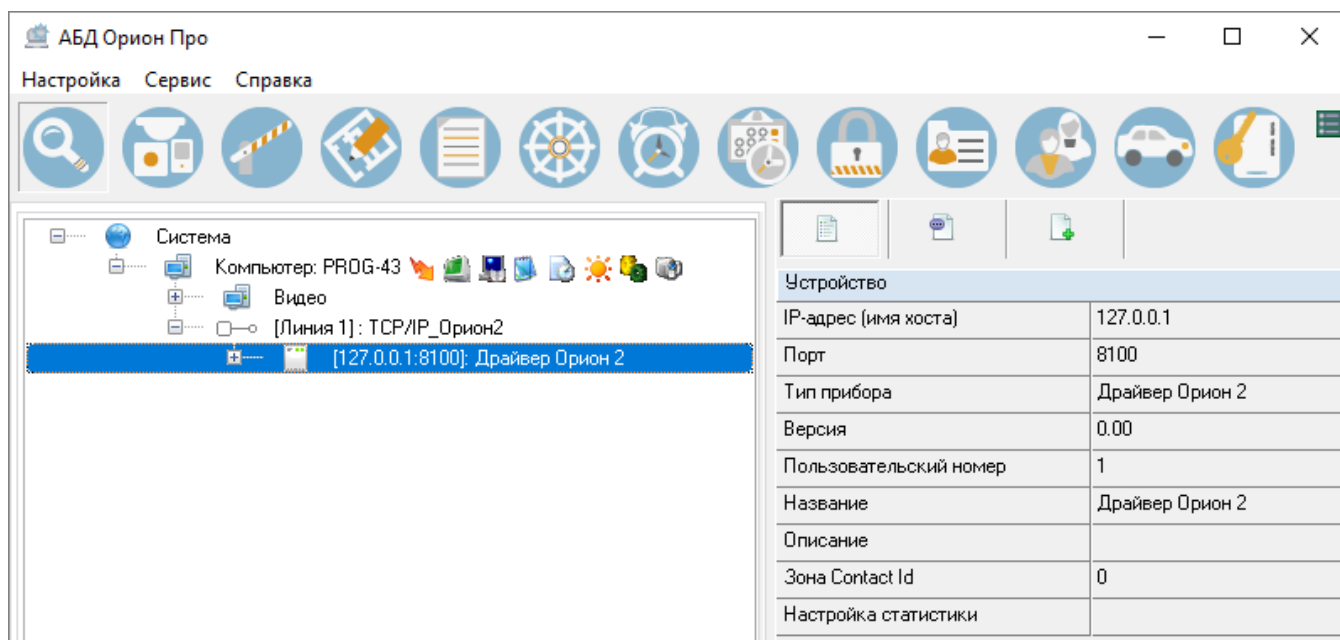 АБД Орион Про
Настройка Сервис Справка
Система
Компьютер: PROG-43
Видео
[Линия 1] : TCP/IP_Орион2
[127.0.0.1:8100]: Драйвер Орион 2
Устройство
IP-адрес (имя хоста) 127.0.0.1
Порт 8100
Тип прибора Драйвер Орион 2
Версия 0.00
Пользовательский номер 1
Название Драйвер Орион 2
Описание
Зона Contact Id 0
Настройка статистики